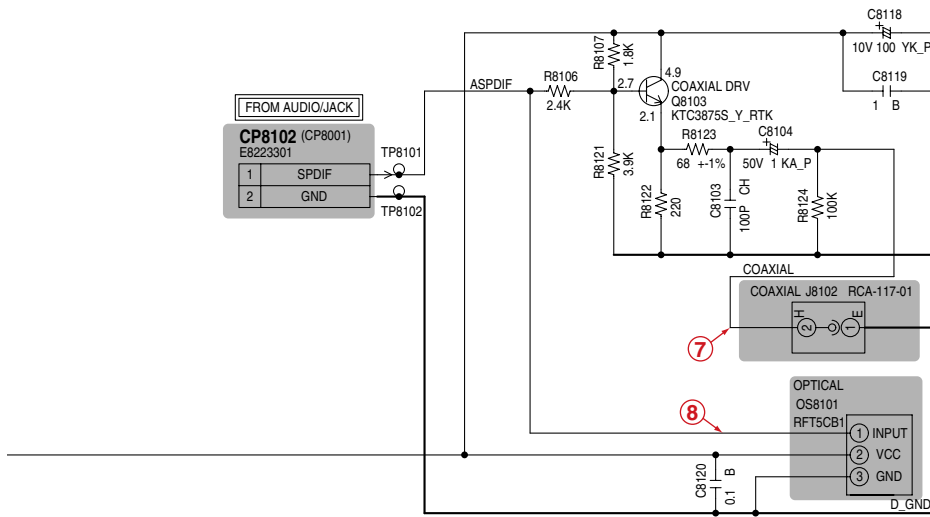 C8118
10V 100 YK_P
C8119
1 B
R8107
1.8K
4.9
ASPDIF
R8106
2.4K
2.7
COAXIAL DRV
Q8103
KTC3875S_Y_RTK
2.1
FROM AUDIO/JACK
CP8102 (CP8001)
E8223301
1 SPDIF
2 GND
TP8101
TP8102
R8121
3.9K
R8123
68 +-1%
C8104
50V 1 KA_P
R8122
220
C8103
100P CH
R8124
100K
COAXIAL
COAXIAL J8102 RCA-117-01
H
2
1
E
7
OPTICAL
OS8101
RFT5CB1
8
1 INPUT
2 VCC
3 GND
C8120
0.1 B
D_GND